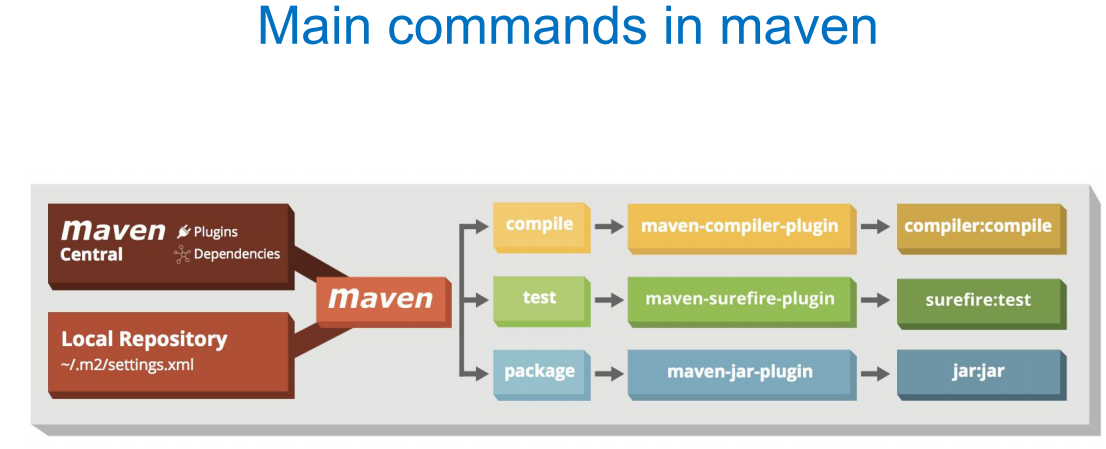 Main commands in maven
maven
Central
Plugins
Dependencies
Local Repository
~/.m2/settings.xml
maven
compile
maven-compiler-plugin
compiler:compile
test
maven-surefire-plugin
surefire:test
package
maven-jar-plugin
jar:jar